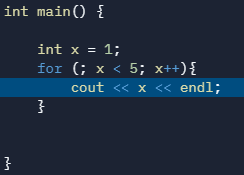 int main() {
int x = 1;
for (; x < 5; x++){
cout << x << endl;
}
}